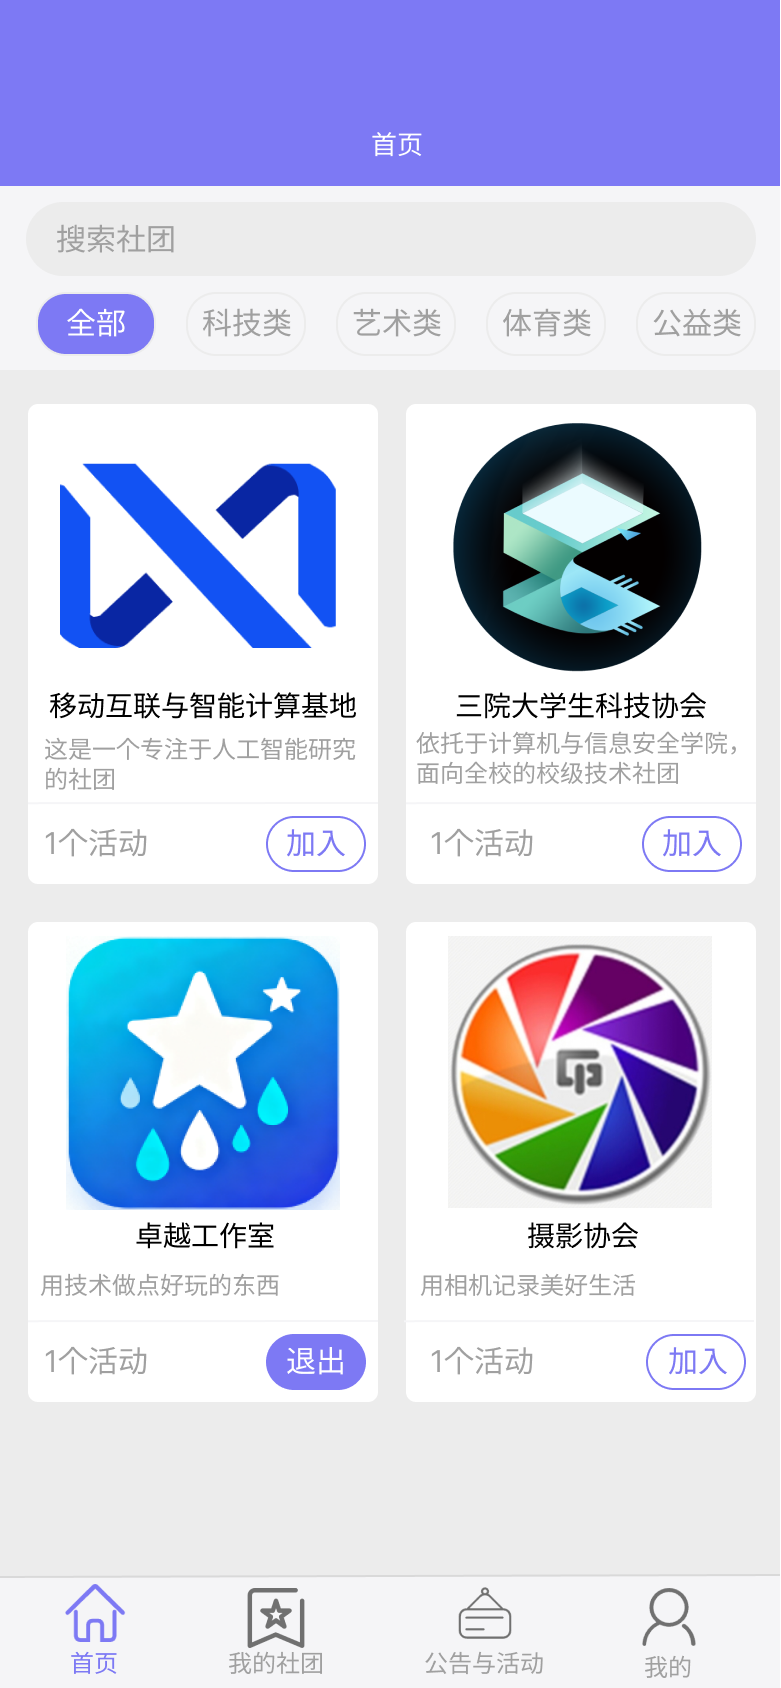 首页
搜索社团
全部 科技类 艺术类 体育类 公益类
移动互联与智能计算基地
这是一个专注于人工智能研究
的社团
1个活动 加入
三院大学生科技协会
依托于计算机与信息安全学院，
面向全校的校级技术社团
1个活动 加入
卓越工作室
用技术做点好玩的东西
1个活动 退出
摄影协会
用相机记录美好生活
1个活动 加入
首页 我的社团 公告与活动 我的